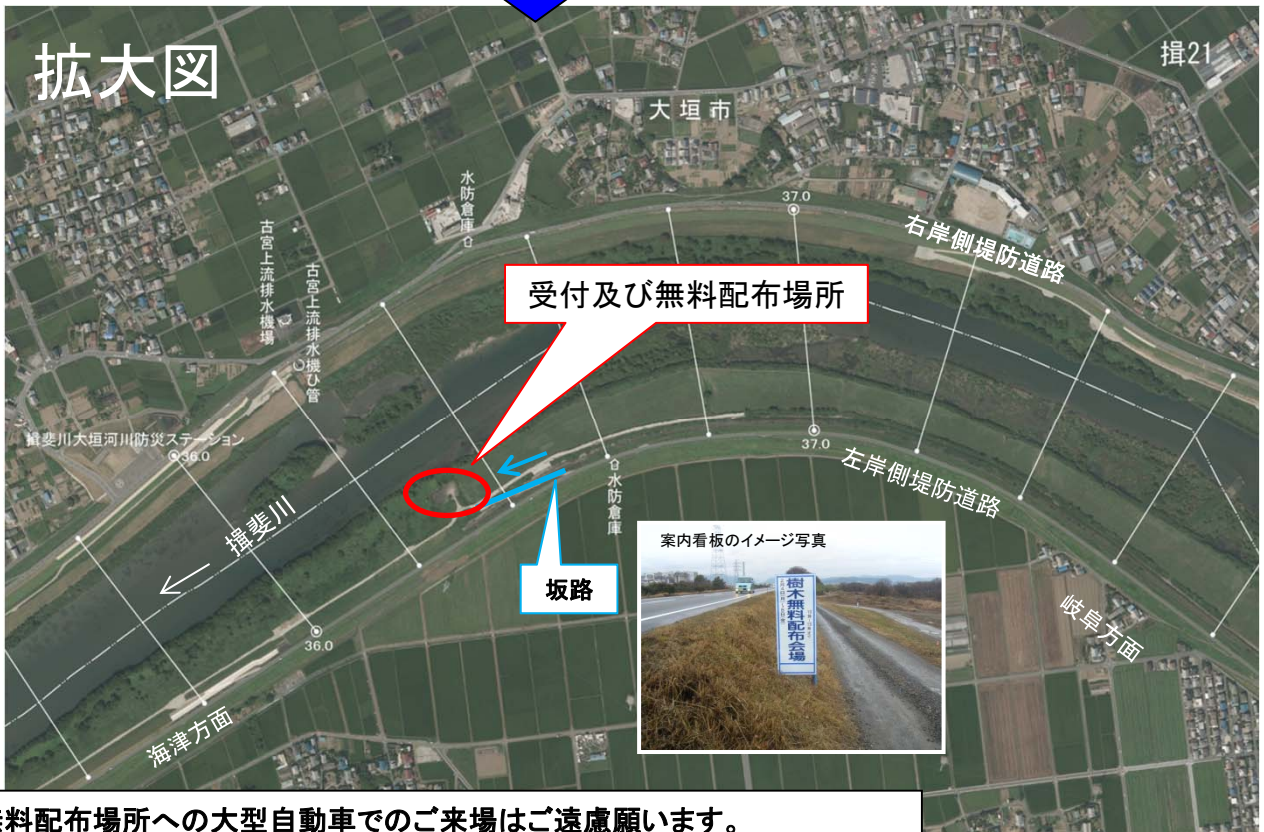 拡大図
揖21
大垣市
水防倉庫
37.0
右岸側堤防道路
古宮上流排水機場
古宮上流排水機ひ管
受付及び無料配布場所
揖斐川大垣河川防災ステーション
36.0
37.0
左岸側堤防道路
水防倉庫
揖斐川
坂路
案内看板のイメージ写真
樹木無料配布会場
岐阜方面
36.0
海津方面
無料配布場所への大型自動車でのご来場はご遠慮願います。